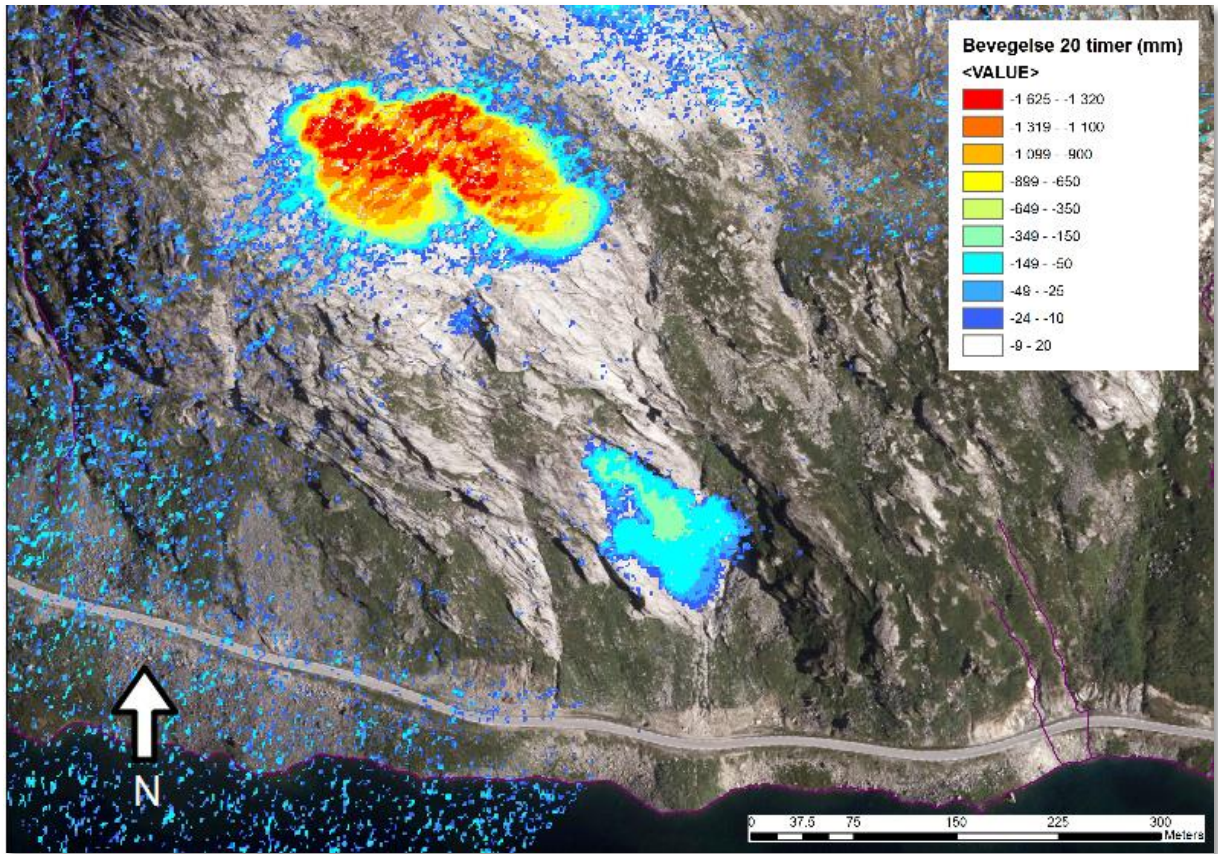 Bevegelse 20 timer (mm)
<VALUE>
-1 625 - -1 320
-1 319 - -1 100
-1 099 - -900
-899 - -650
-649 - -350
-349 - -150
-149 - -50
-49 - -25
-24 - -10
-9 - 20
N
0 37.5 75 150 225 300
Meters